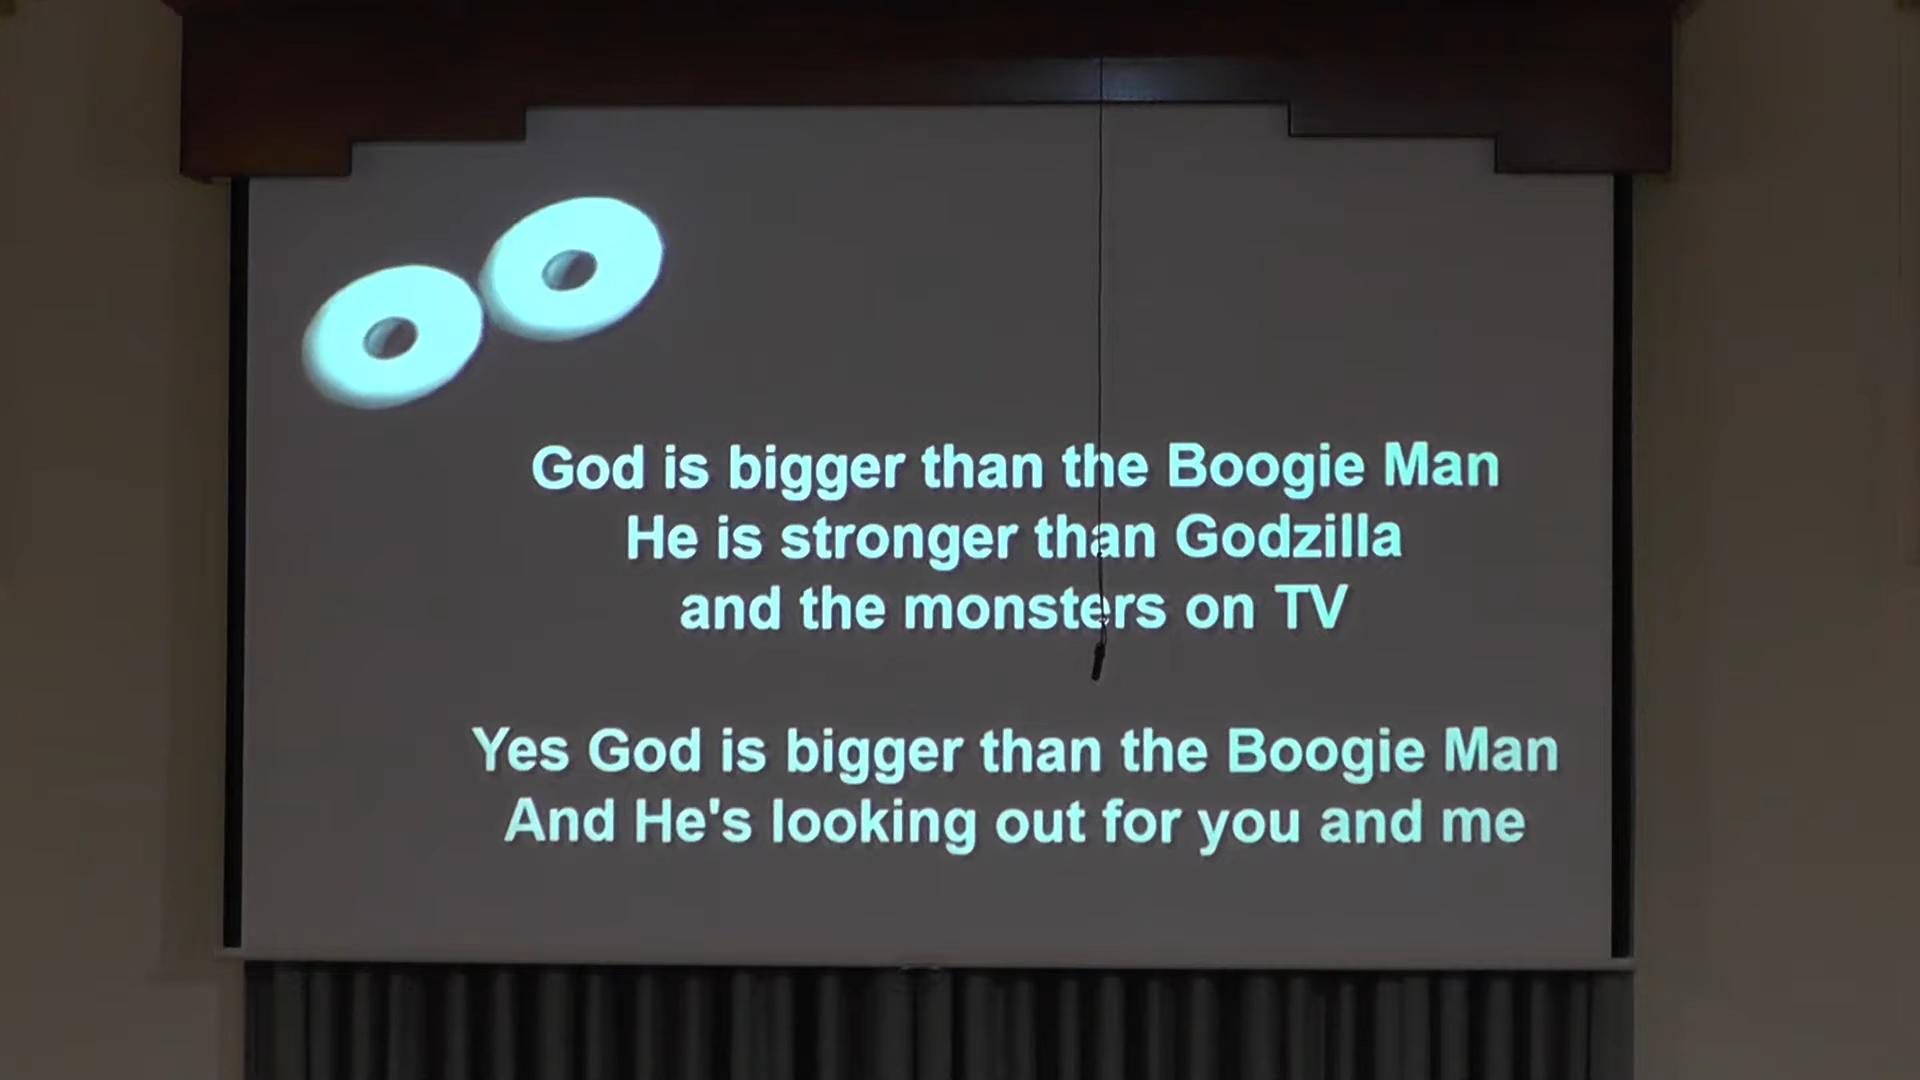 God is bigger than the Boogie Man
He is stronger than Godzilla
and the monsters on TV
Yes God is bigger than the Boogie Man
And He's looking out for you and me